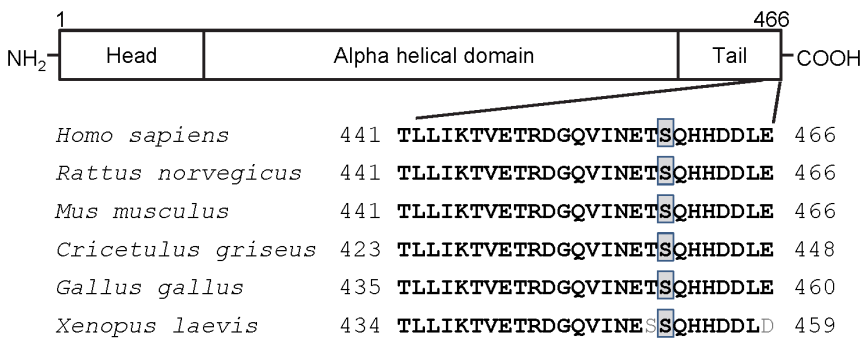 1 466
NH2 Head Alpha helical domain Tail COOH
Homo sapiens 441 TLLIKTVETRDGQVINETSQHHDDLE 466
Rattus norvegicus 441 TLLIKTVETRDGQVINETSQHHDDLE 466
Mus musculus 441 TLLIKTVETRDGQVINETSQHHDDLE 466
Cricetulus griseus 423 TLLIKTVETRDGQVINETSQHHDDLE 448
Gallus gallus 435 TLLIKTVETRDGQVINETSQHHDDLE 460
Xenopus laevis 434 TLLIKTVETRDGQVINESSQHHDDLD 459